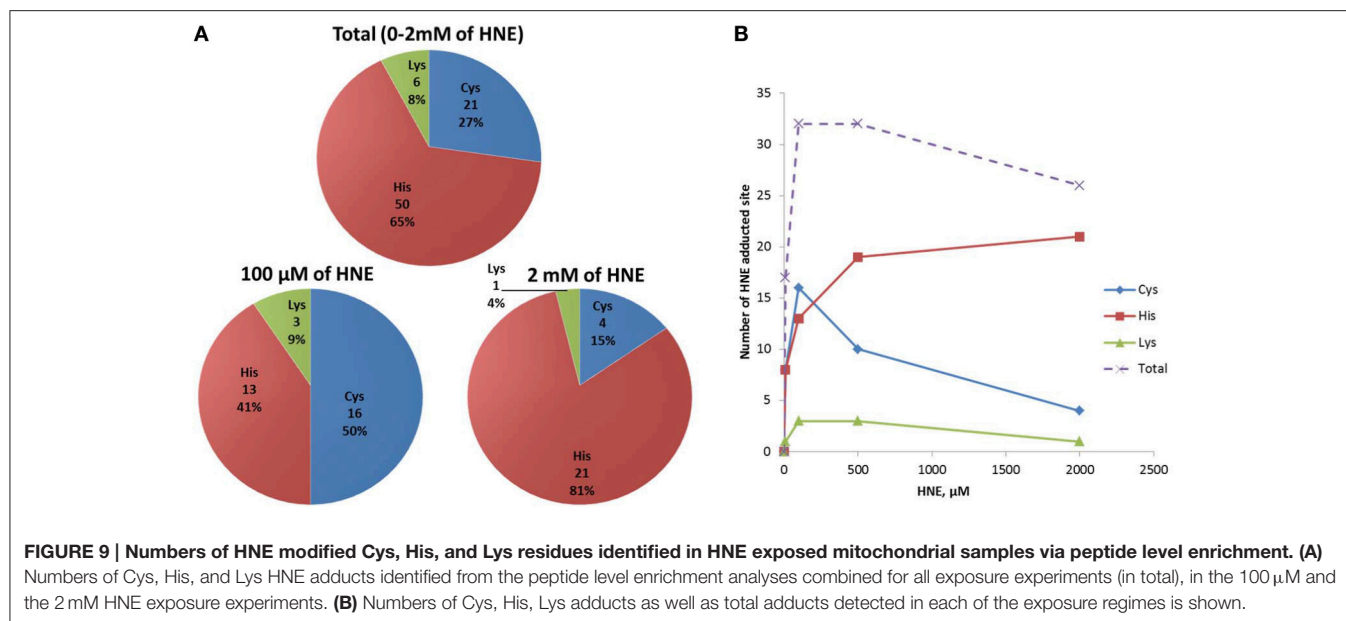 A
Total (0-2mM of HNE)
Lys
6
8%
Cys
21
27%
His
50
65%
100 µM of HNE
Lys
3
9%
His
13
41%
Cys
16
50%
2 mM of HNE
Lys
1
4%
Cys
4
15%
His
21
81%
B
Number of HNE adducted site
35
30
25
20
15
10
5
0
0
500
1000
1500
2000
2500
HNE, µM
Cys
His
Lys
Total
FIGURE 9 | Numbers of HNE modified Cys, His, and Lys residues identified in HNE exposed mitochondrial samples via peptide level enrichment. (A)
Numbers of Cys, His, and Lys HNE adducts identified from the peptide level enrichment analyses combined for all exposure experiments (in total), in the 100 µM and
the 2 mM HNE exposure experiments. (B) Numbers of Cys, His, Lys adducts as well as total adducts detected in each of the exposure regimes is shown.